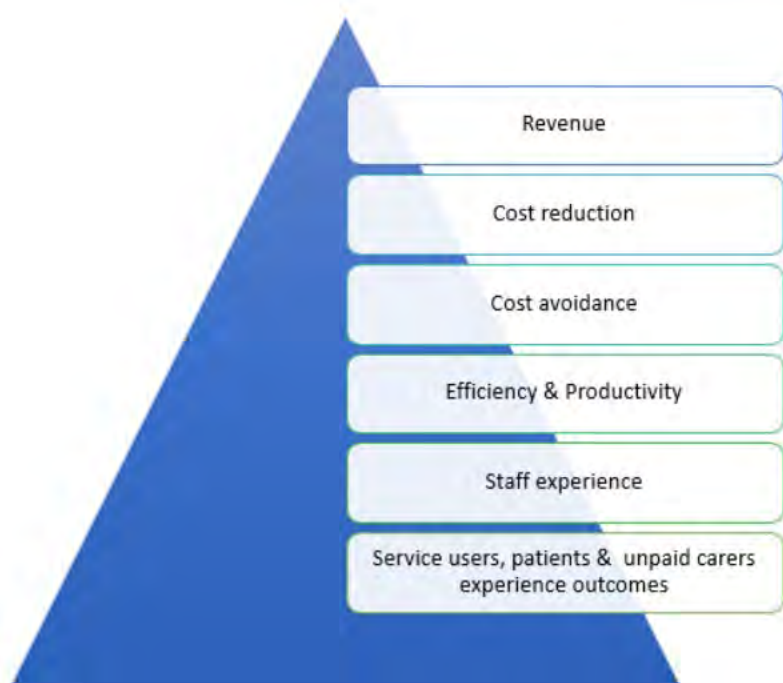 Revenue
Cost reduction
Cost avoidance
Efficiency & Productivity
Staff experience
Service users, patients & unpaid carers
experience outcomes